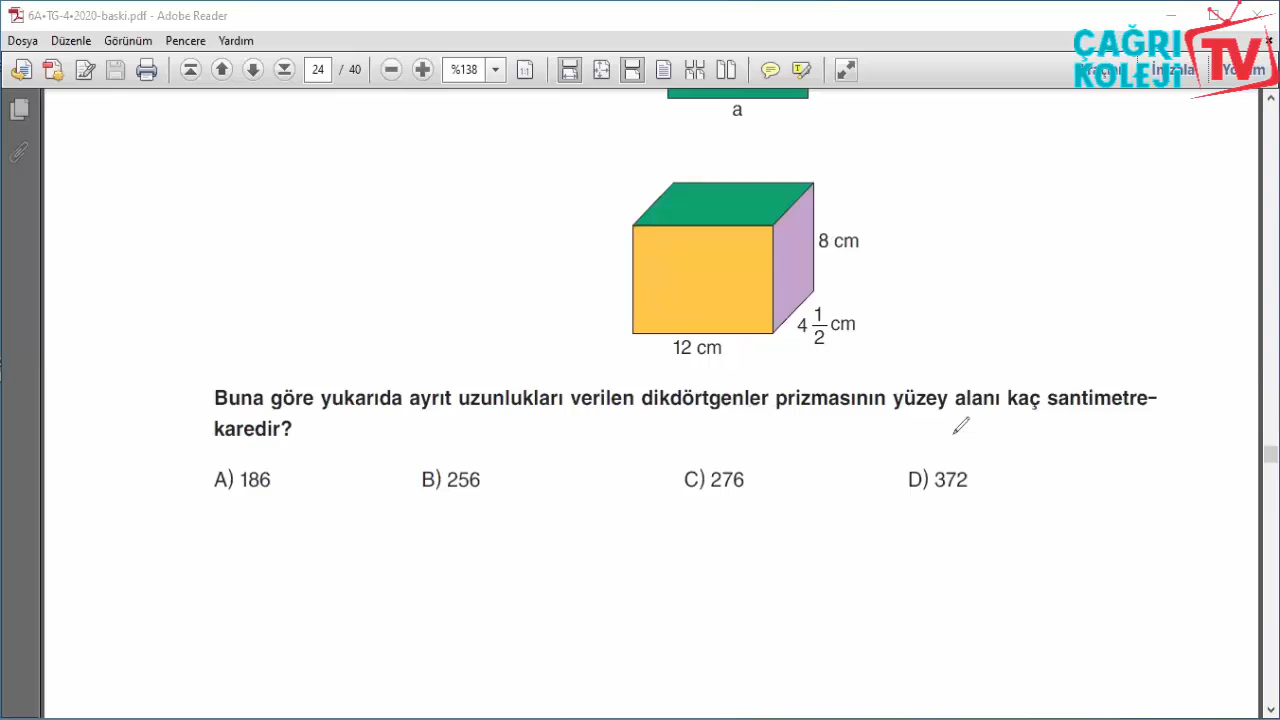 6A•TG-4•2020-baski.pdf - Adobe Reader
Dosya Düzenle Görünüm Pencere Yardım
24 / 40 %138
ÇAĞRI
KOLEJİ
TV
İmzala
a
8 cm
4 1/2 cm
12 cm
Buna göre yukarıda ayrıt uzunlukları verilen dikdörtgenler prizmasının yüzey alanı kaç santimetre-
karedir?
A) 186 B) 256 C) 276 D) 372